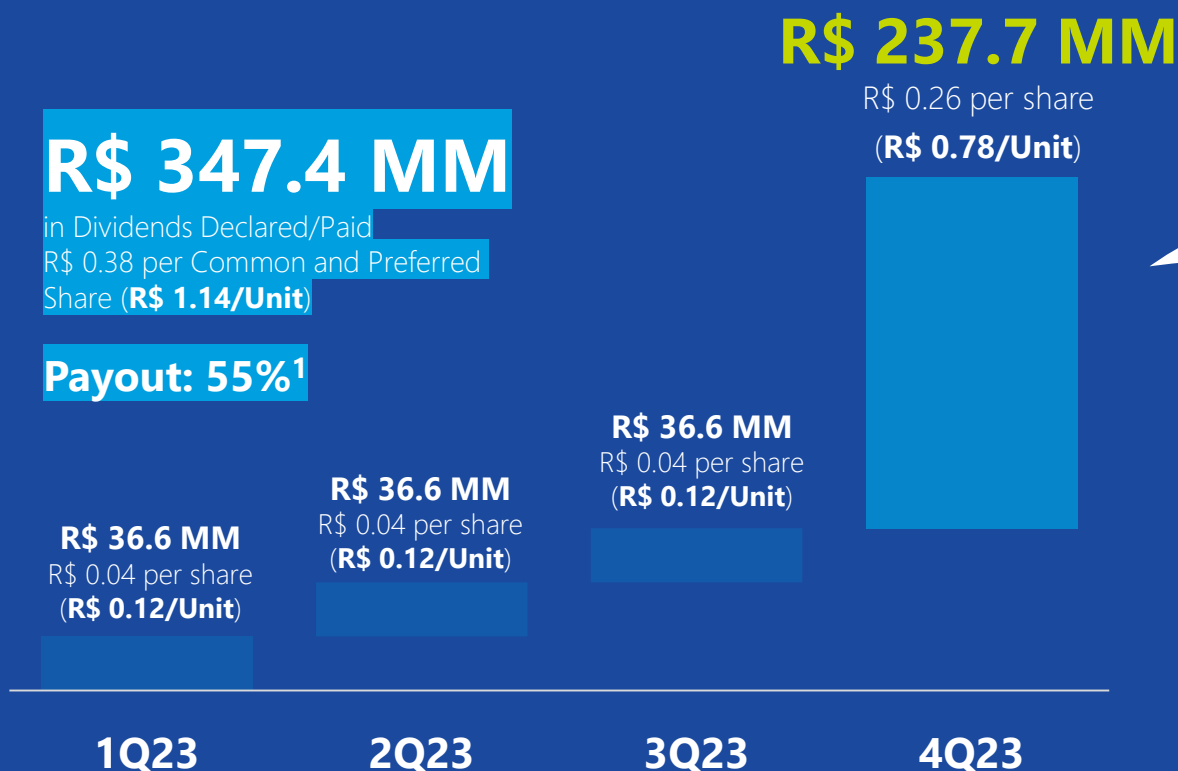 R$ 237.7 MM
R$ 0.26 per share
(R$ 0.78/Unit)
R$ 347.4 MM
in Dividends Declared/Paid
R$ 0.38 per Common and Preferred
Share (R$ 1.14/Unit)
Payout: 55%¹
R$ 36.6 MM
R$ 0.04 per share
(R$ 0.12/Unit)
R$ 36.6 MM
R$ 0.04 per share
(R$ 0.12/Unit)
R$ 36.6 MM
R$ 0.04 per share
(R$ 0.12/Unit)
1Q23 2Q23 3Q23 4Q23